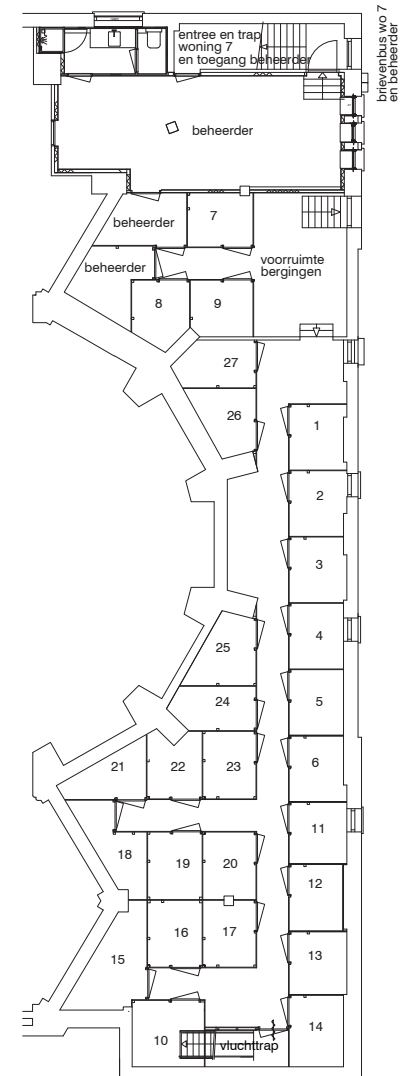 brievenbus wo 7
en beheerder
entree en trap
woning 7
en toegang beheerder
beheerder
beheerder
7
beheerder
voorruimte
bergingen
8
9
27
26
1
2
3
4
25
5
24
6
21
22
23
11
18
19
20
12
16
17
15
13
14
10
vluchttrap